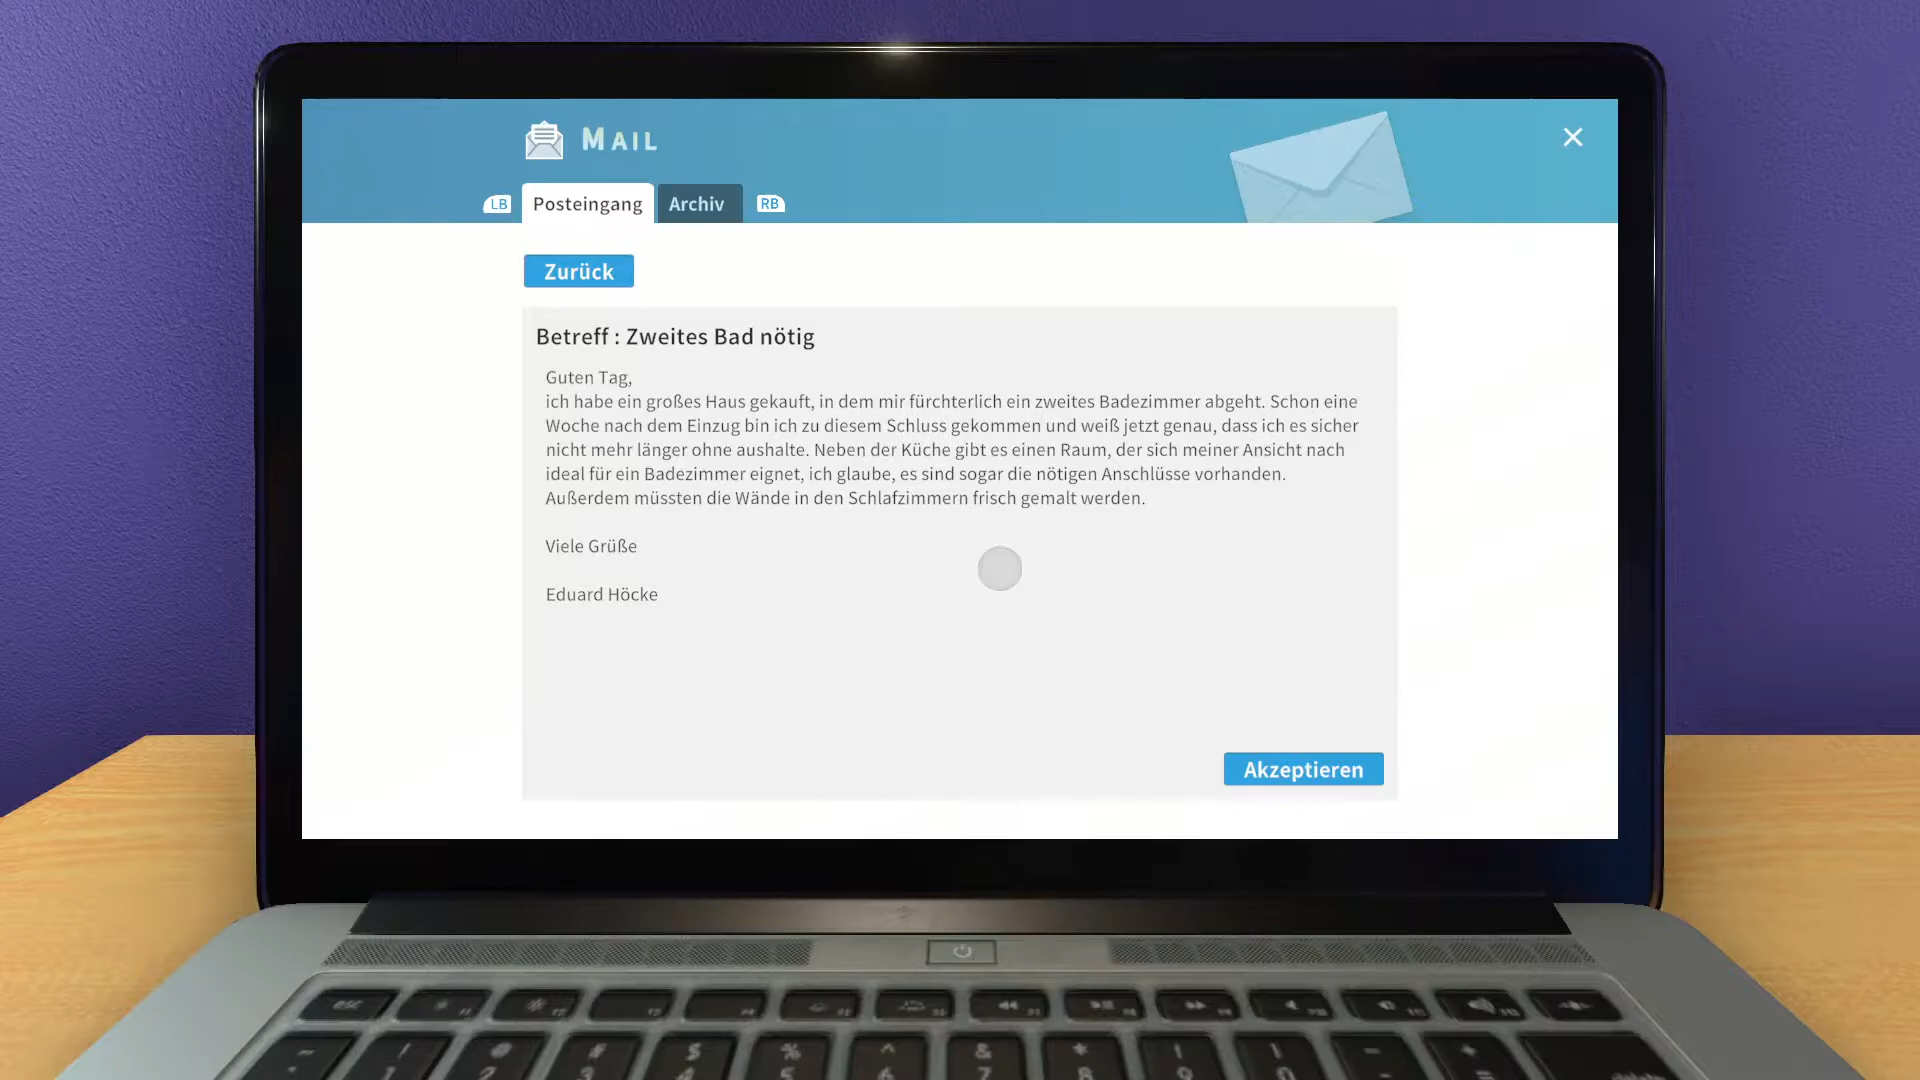 MAIL
LB Posteingang Archiv RB
Zurück
Betreff : Zweites Bad nötig
Guten Tag,
ich habe ein großes Haus gekauft, in dem mir fürchterlich ein zweites Badezimmer abgeht. Schon eine
Woche nach dem Einzug bin ich zu diesem Schluss gekommen und weiß jetzt genau, dass ich es sicher
nicht mehr länger ohne aushalte. Neben der Küche gibt es einen Raum, der sich meiner Ansicht nach
ideal für ein Badezimmer eignet, ich glaube, es sind sogar die nötigen Anschlüsse vorhanden.
Außerdem müssten die Wände in den Schlafzimmern frisch gemalt werden.
Viele Grüße
Eduard Höcke
Akzeptieren
esc